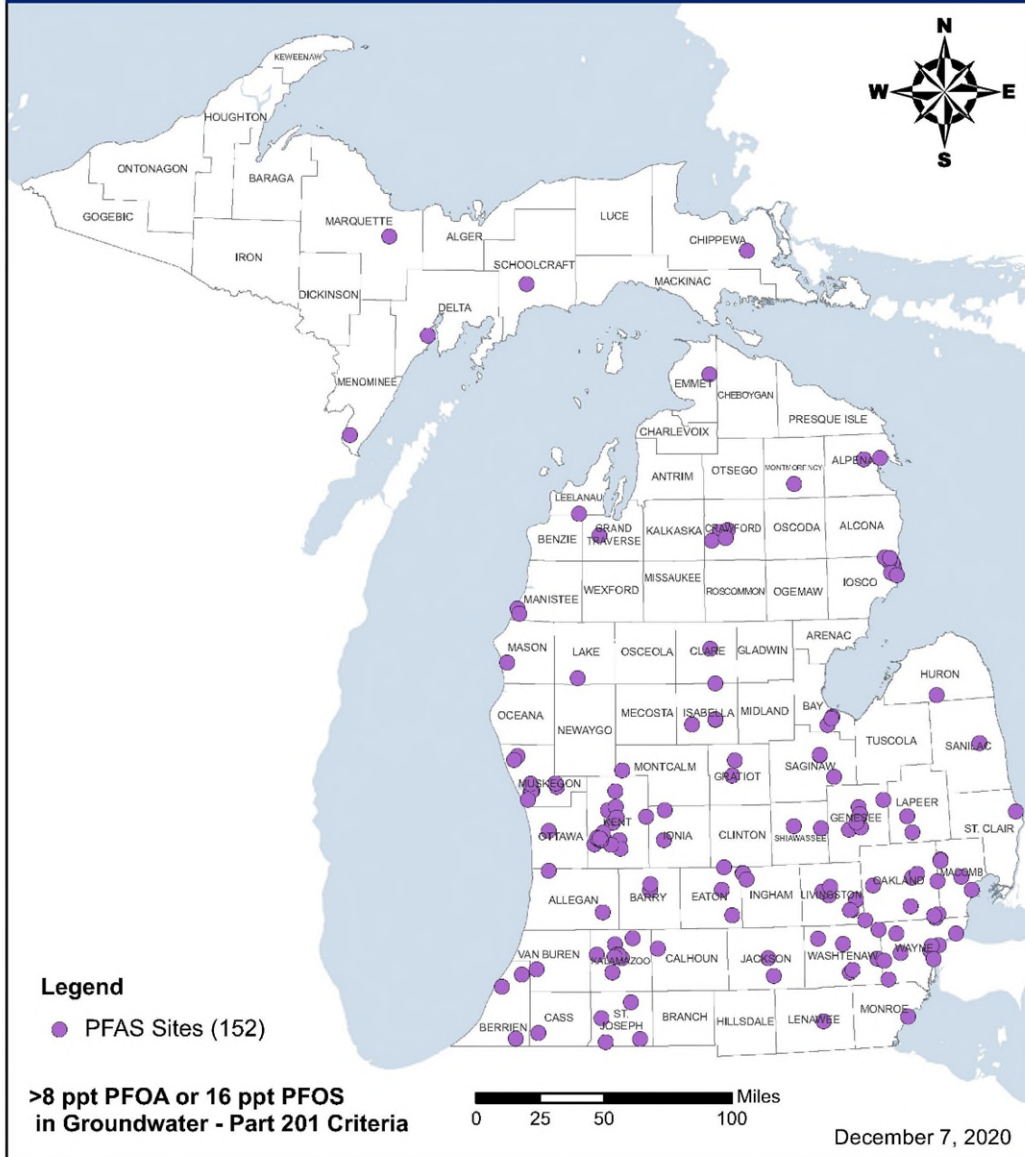 KEWEENAW
N
W E
S
HOUGHTON
ONTONAGON
BARAGA
GOGEBIC
MARQUETTE
LUCE
ALGER
CHIPPEWA
IRON
SCHOOLCRAFT
MACKINAC
DICKINSON
DELTA
MENOMINEE
EMMET
CHEBOYGAN
PRESQUE ISLE
CHARLEVOIX
ANTRIM
OTSEGO
MONTMORENCY
ALPENA
LEELANAU
BENZIE
GRAND
TRAVERSE
KALKASKA
CRAWFORD
OSCODA
ALCONA
MANISTEE
WEXFORD
MISSAUKEE
ROSCOMMON
OGEMAW
IOSCO
ARENAC
MASON
LAKE
OSCEOLA
CLARE
GLADWIN
HURON
OCEANA
NEWAYGO
MECOSTA
ISABELLA
MIDLAND
BAY
TUSCOLA
SANILAC
MUSKEGON
MONTCALM
GRATIOT
SAGINAW
LAPEER
ST. CLAIR
OTTAWA
KENT
IONIA
CLINTON
SHIAWASSEE
GENESEE
ALLEGAN
BARRY
EATON
INGHAM
LIVINGSTON
OAKLAND
MACOMB
VAN BUREN
KALAMAZOO
CALHOUN
JACKSON
WASHTENAW
WAYNE
BERRIEN
CASS
ST.
JOSEPH
BRANCH
HILLSDALE
LENAWEE
MONROE
Legend
PFAS Sites (152)
>8 ppt PFOA or 16 ppt PFOS
in Groundwater - Part 201 Criteria
Miles
0 25 50 100
December 7, 2020